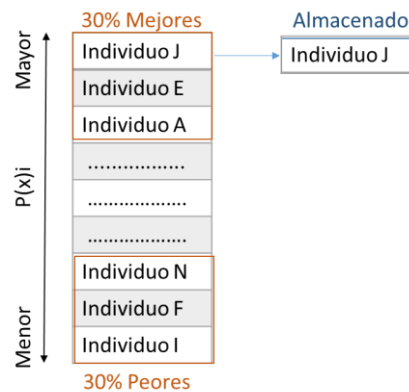 30% Mejores
Almacenado
Mayor
P(x)i
Menor
Individuo J
Individuo J
Individuo E
Individuo A
.................
...................
...................
Individuo N
Individuo F
Individuo I
30% Peores